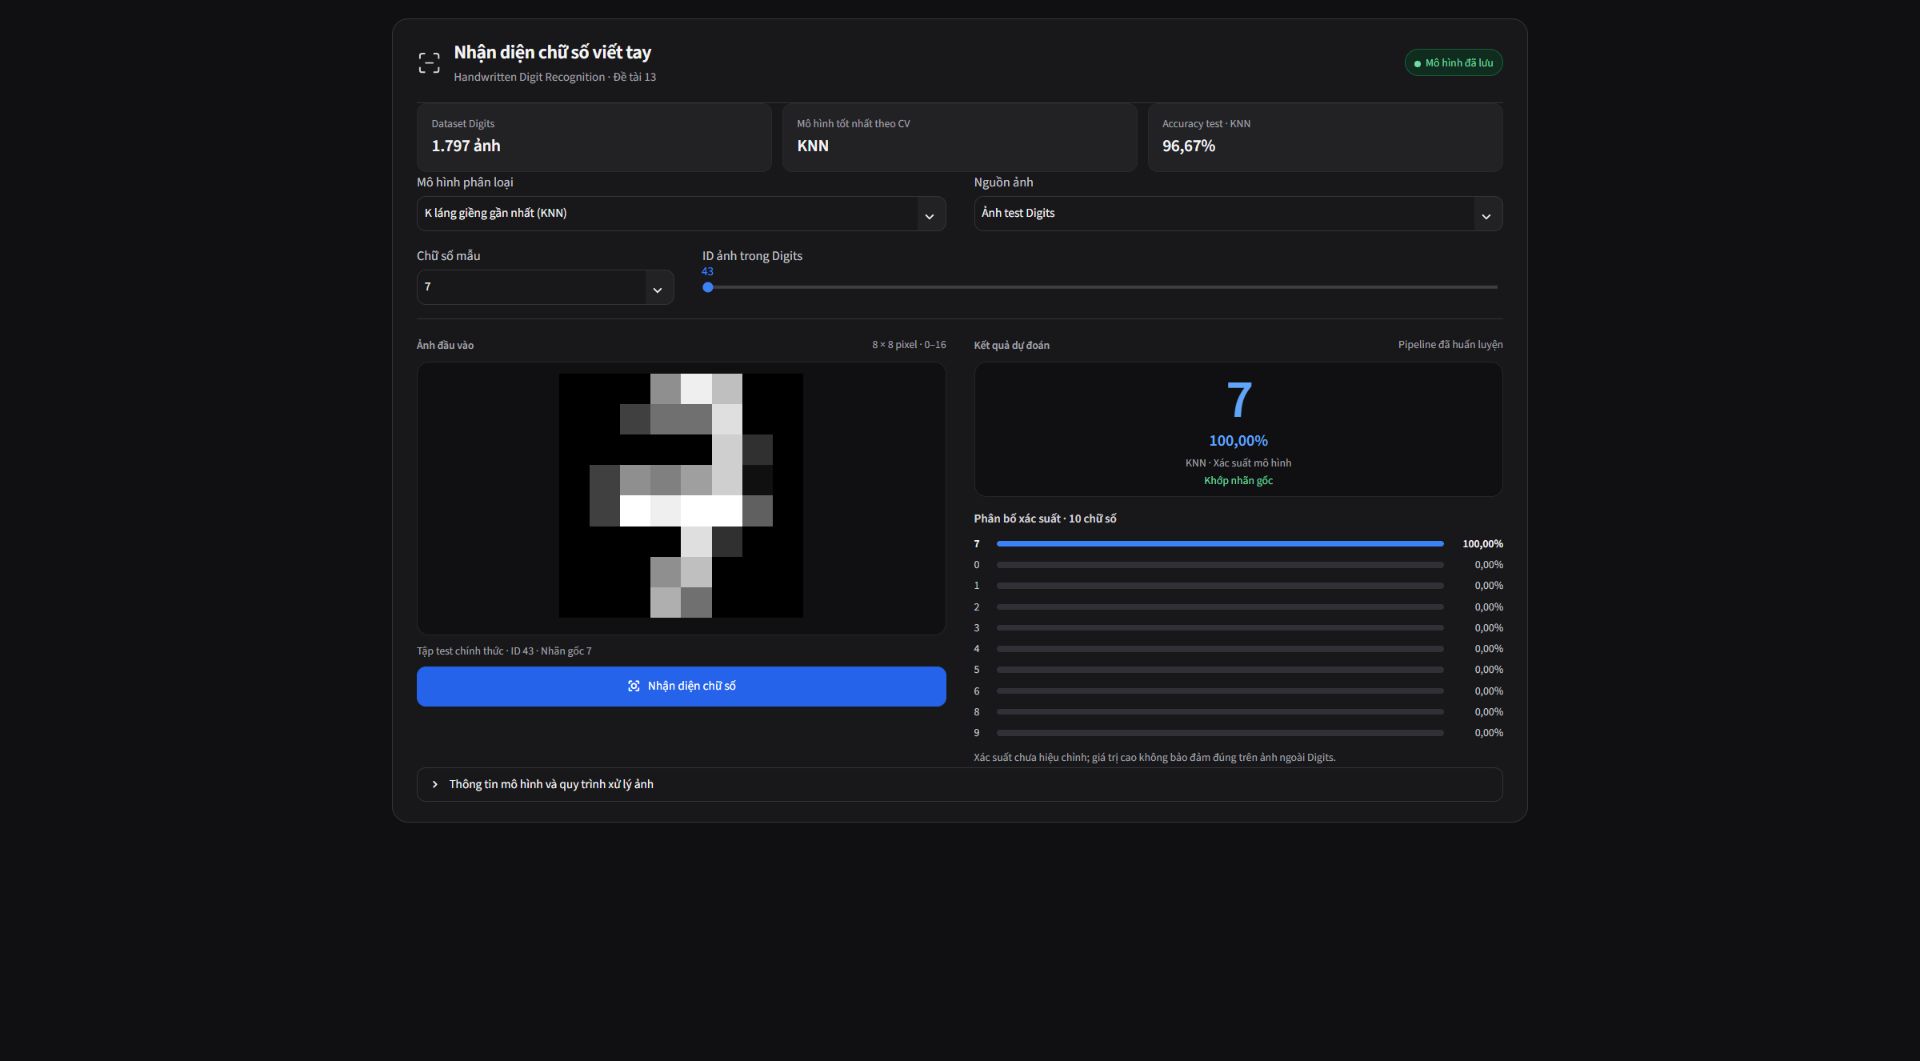 Nhận diện chữ số viết tay
Handwritten Digit Recognition · Đề tài 13
Mô hình đã lưu
Dataset Digits
1.797 ảnh
Mô hình tốt nhất theo CV
KNN
Accuracy test · KNN
96,67%
Mô hình phân loại
K láng giềng gần nhất (KNN)
Nguồn ảnh
Ảnh test Digits
Chữ số mẫu
7
ID ảnh trong Digits
43
Ảnh đầu vào
8 × 8 pixel · 0–16
Tập test chính thức · ID 43 · Nhãn gốc 7
Nhận diện chữ số
Kết quả dự đoán
Pipeline đã huấn luyện
7
100,00%
KNN · Xác suất mô hình
Khớp nhãn gốc
Phân bố xác suất · 10 chữ số
7 100,00%
0 0,00%
1 0,00%
2 0,00%
3 0,00%
4 0,00%
5 0,00%
6 0,00%
8 0,00%
9 0,00%
Xác suất chưa hiệu chỉnh; giá trị cao không bảo đảm đúng trên ảnh ngoài Digits.
Thông tin mô hình và quy trình xử lý ảnh